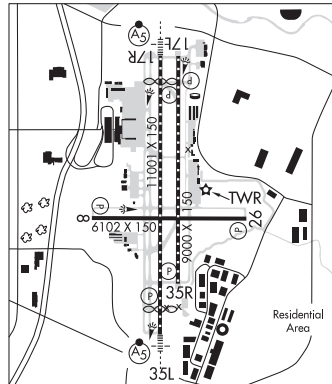 A5
17L
17R
P
P
11001 X 150
TWR
P
8
6102 X 150
9000 X 150
26
P
35R
P
Residential
Area
A5
35L